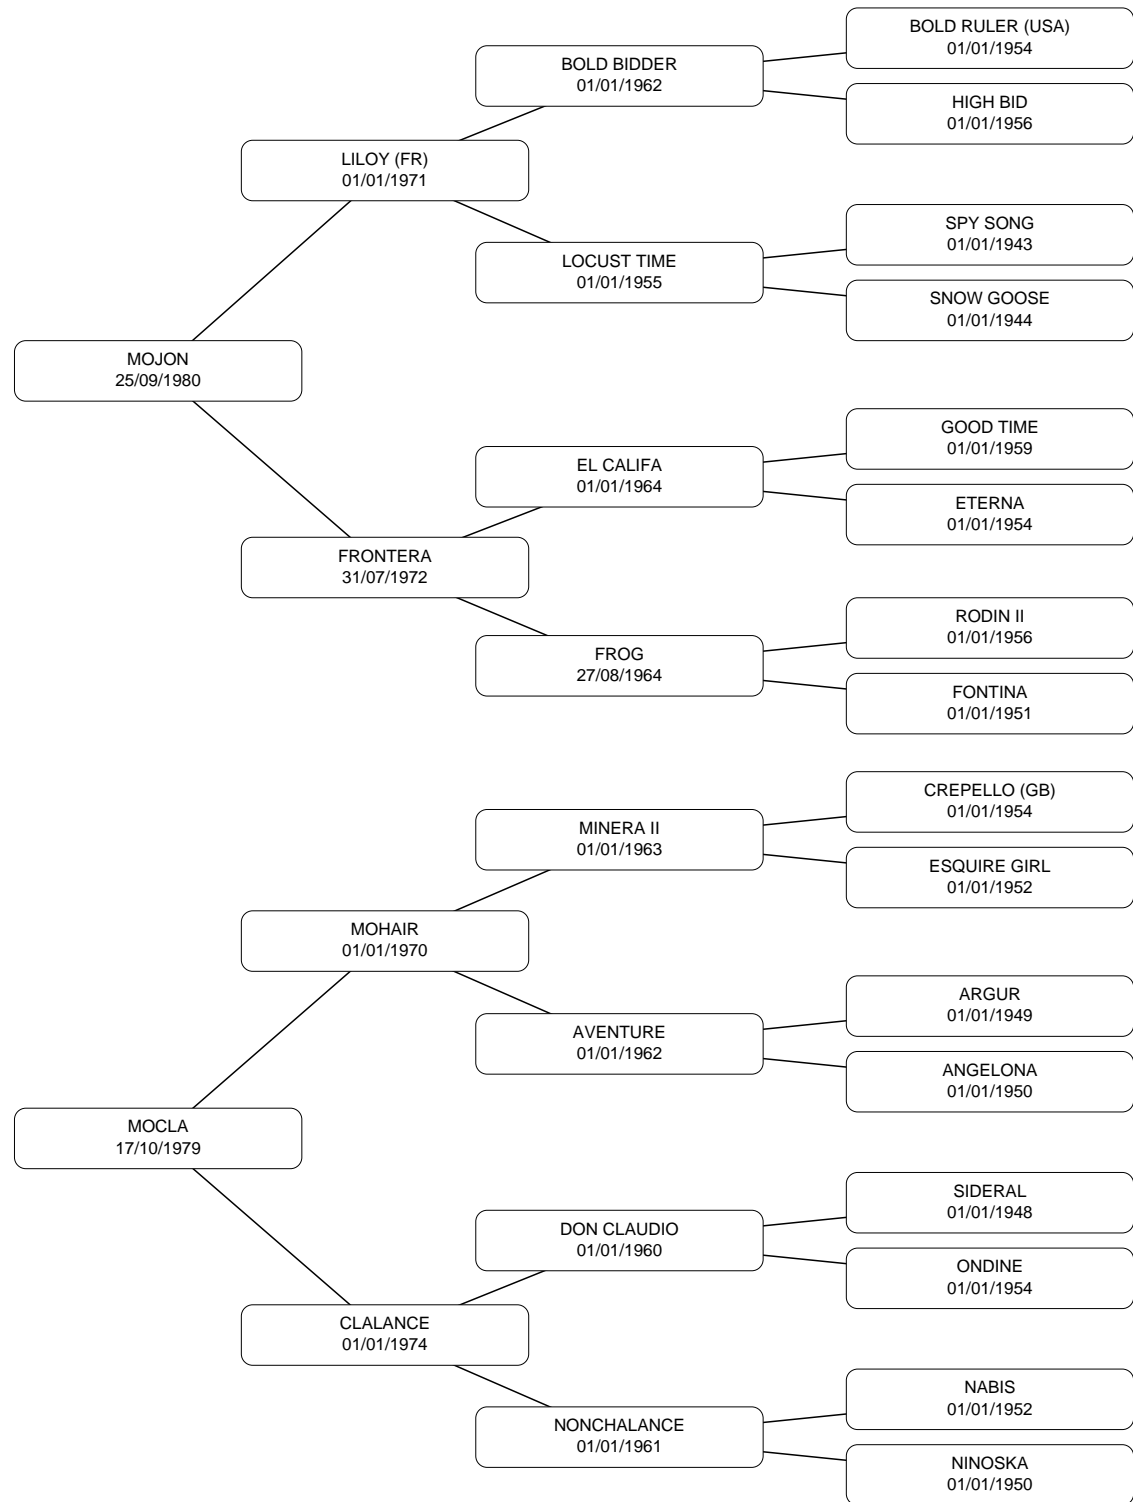 BOLD RULER (USA)
01/01/1954
BOLD BIDDER
01/01/1962
HIGH BID
01/01/1956
LILOY (FR)
01/01/1971
SPY SONG
01/01/1943
LOCUST TIME
01/01/1955
SNOW GOOSE
01/01/1944
MOJON
25/09/1980
GOOD TIME
01/01/1959
EL CALIFA
01/01/1964
ETERNA
01/01/1954
FRONTERA
31/07/1972
RODIN II
01/01/1956
FROG
27/08/1964
FONTINA
01/01/1951
CREPELLO (GB)
01/01/1954
MINERA II
01/01/1963
ESQUIRE GIRL
01/01/1952
MOHAIR
01/01/1970
ARGUR
01/01/1949
AVENTURE
01/01/1962
ANGELONA
01/01/1950
MOCLA
17/10/1979
SIDERAL
01/01/1948
DON CLAUDIO
01/01/1960
ONDINE
01/01/1954
CLALANCE
01/01/1974
NABIS
01/01/1952
NONCHALANCE
01/01/1961
NINOSKA
01/01/1950